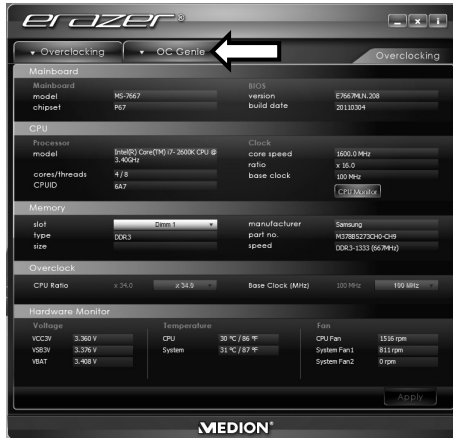 erazer®
Overclocking OC Genie Overclocking
Mainboard
Mainboard BIOS
model MS-7667 version E7667MLN.208
chipset P67 build date 20110304
CPU
Processor Clock
model Intel(R) Core(TM) i7- 2600K CPU @ 3.40GHz core speed 1600.0 MHz
ratio x 16.0
cores/threads 4 / 8 base clock 100 MHz
CPUID 6A7 CPU Monitor
Memory
slot Dimm 1 manufacturer Samsung
type DDR3 part no. M378B5273CH0-CH9
size speed DDR3-1333 (667MHz)
Overclock
CPU Ratio x 34.0 x 34.0 Base Clock (MHz) 100 MHz 100 MHz
Hardware Monitor
Voltage Temperature Fan
VCC3V 3.360 V CPU 30 °C / 86 °F CPU Fan 1516 rpm
VSB3V 3.376 V System 31 °C / 87 °F System Fan1 811 rpm
VBAT 3.408 V System Fan2 0 rpm
Apply
MEDION®